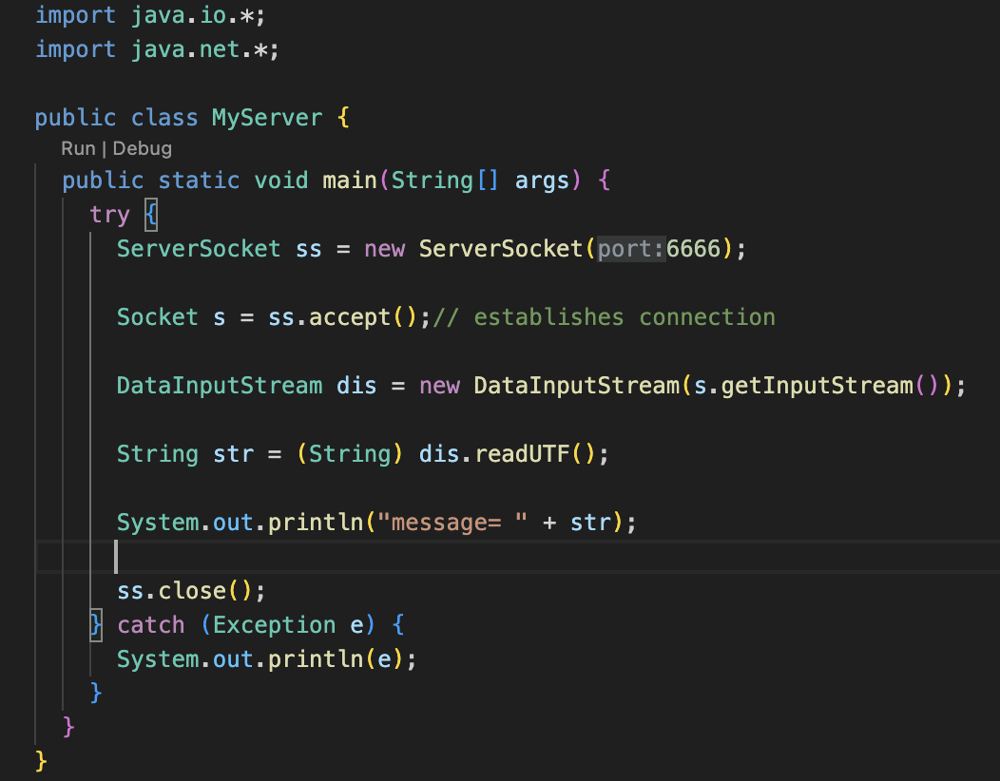 import java.io.*;
import java.net.*;
public class MyServer {
Run | Debug
public static void main(String[] args) {
try {
ServerSocket ss = new ServerSocket(port:6666);
Socket s = ss.accept();// establishes connection
DataInputStream dis = new DataInputStream(s.getInputStream());
String str = (String) dis.readUTF();
System.out.println("message= " + str);
ss.close();
} catch (Exception e) {
System.out.println(e);
}
}
}